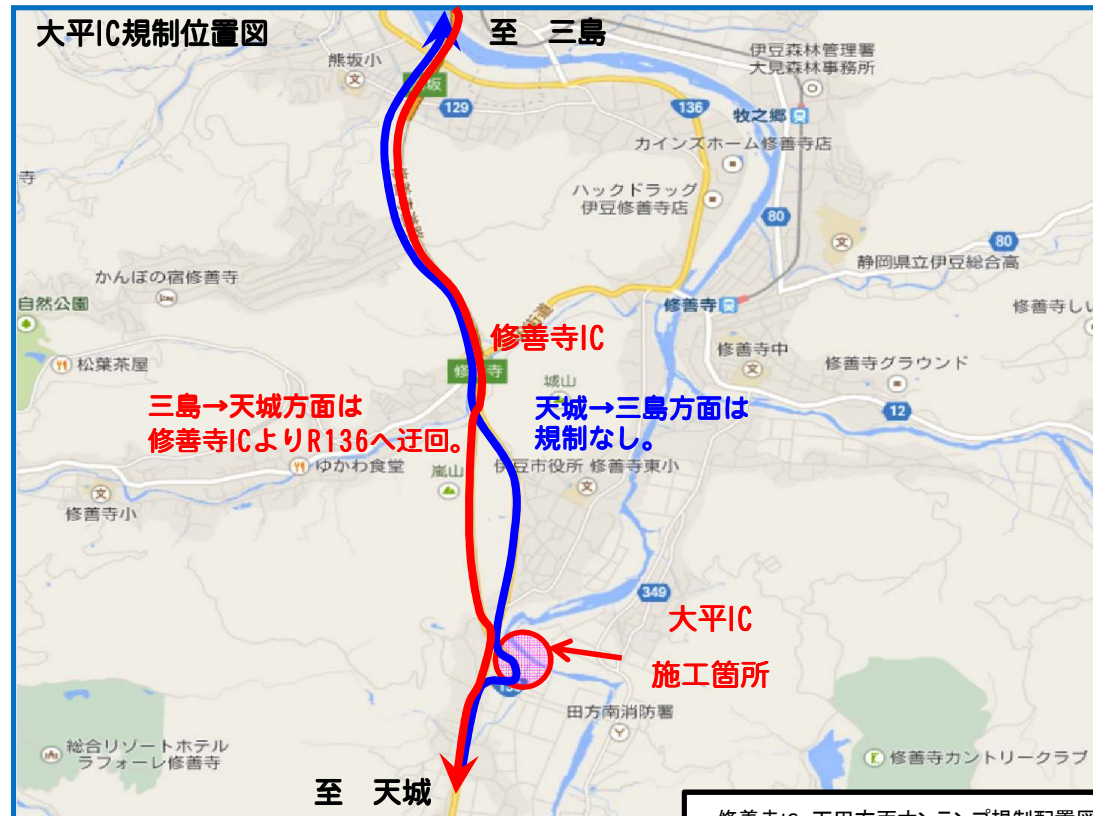 大平IC規制位置図
至　三島
熊坂小
伊豆森林管理署
大見森林事務所
坂
129
136
牧之郷
カインズホーム修善寺店
ハックドラッグ
伊豆修善寺店
80
80
静岡県立伊豆総合高
寺
かんぽの宿修善寺
自然公園
修善寺
修善寺しい
松葉茶屋
修善寺IC
修善寺中
修善寺グラウンド
修 寺
城山
12
三島→天城方面は
修善寺ICよりR136へ迂回。
天城→三島方面は
規制なし。
ゆかわ食堂
嵐山
伊豆市役所
修善寺東小
修善寺小
349
大平IC
施工箇所
田方南消防署
総合リゾートホテル
ラフォーレ修善寺
修善寺カントリークラブ
至　天城